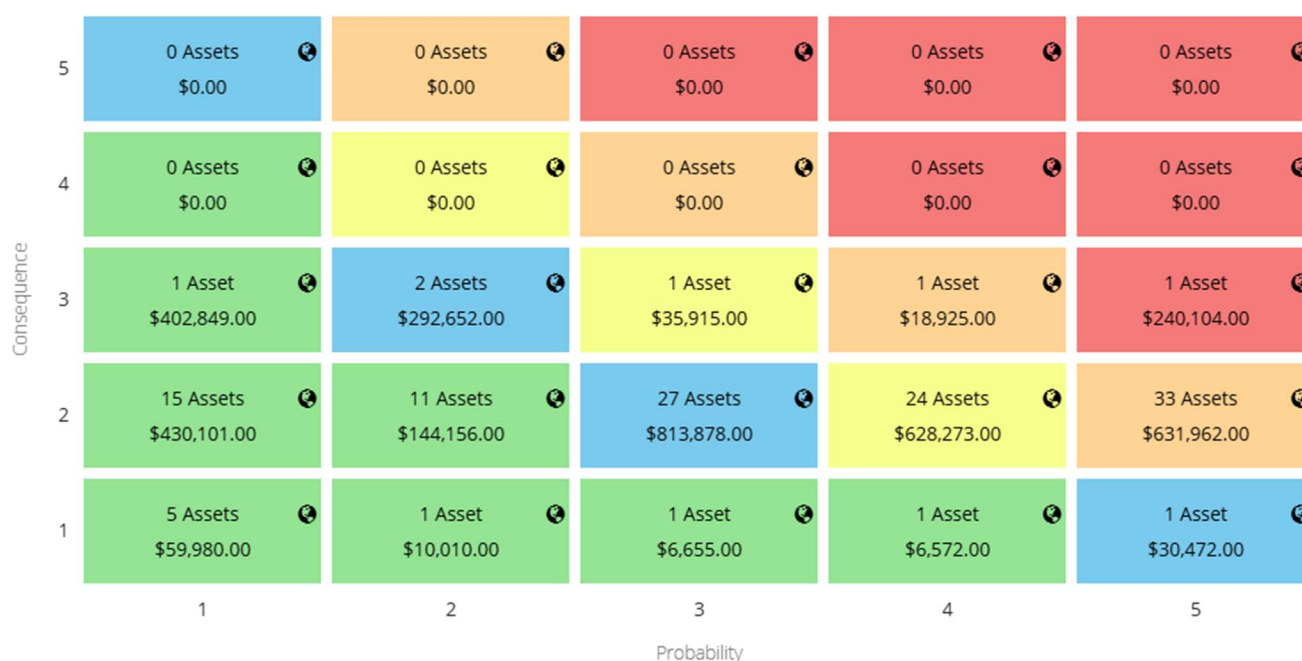 5
0 Assets
$0.00
0 Assets
$0.00
0 Assets
$0.00
0 Assets
$0.00
0 Assets
$0.00
4
0 Assets
$0.00
0 Assets
$0.00
0 Assets
$0.00
0 Assets
$0.00
0 Assets
$0.00
Consequence
3
1 Asset
$402,849.00
2 Assets
$292,652.00
1 Asset
$35,915.00
1 Asset
$18,925.00
1 Asset
$240,104.00
2
15 Assets
$430,101.00
11 Assets
$144,156.00
27 Assets
$813,878.00
24 Assets
$628,273.00
33 Assets
$631,962.00
1
5 Assets
$59,980.00
1 Asset
$10,010.00
1 Asset
$6,655.00
1 Asset
$6,572.00
1 Asset
$30,472.00
1
2
3
4
5
Probability